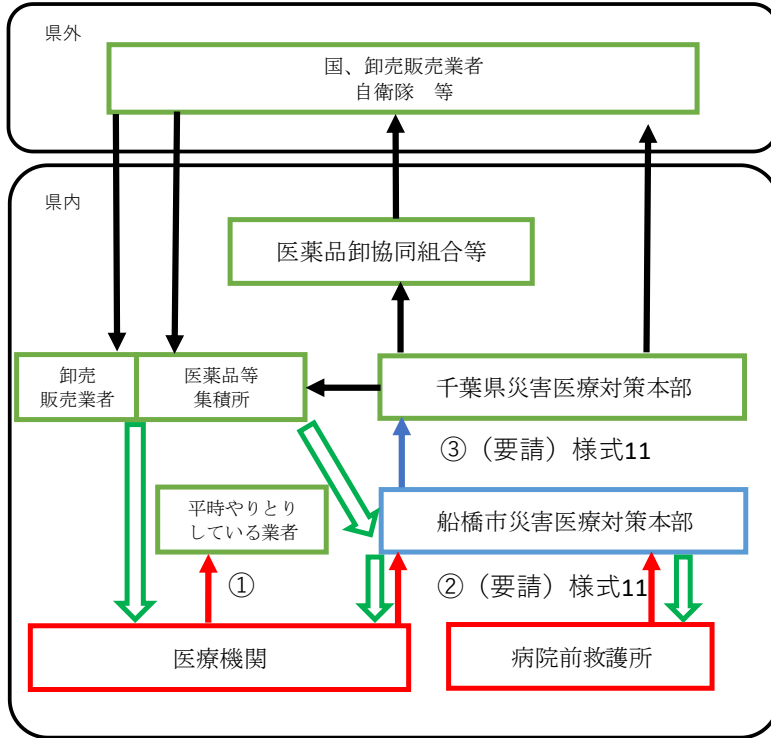 県外
国、卸売販売業者
自衛隊　等
県内
医薬品卸協同組合等
卸売
販売業者
医薬品等
集積所
千葉県災害医療対策本部
③（要請）様式11
平時やりとり
している業者
船橋市災害医療対策本部
①
②（要請）様式11
医療機関
病院前救護所